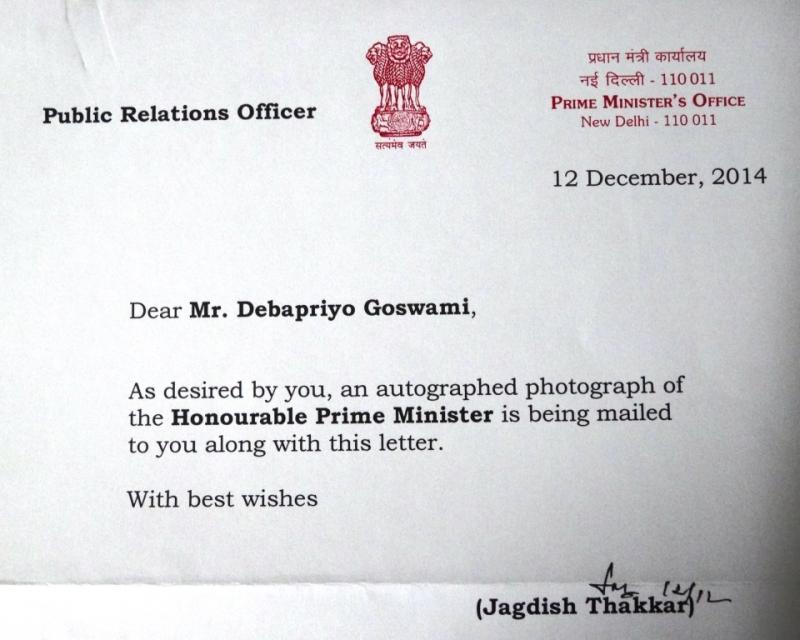 Public Relations Officer
सत्यमेव जयते
प्रधान मंत्री कार्यालय
नई दिल्ली - 110 011
PRIME MINISTER'S OFFICE
New Delhi - 110 011
12 December, 2014
Dear Mr. Debapriyo Goswami,
As desired by you, an autographed photograph of
the Honourable Prime Minister is being mailed
to you along with this letter.
With best wishes
12/12
(Jagdish Thakkar)